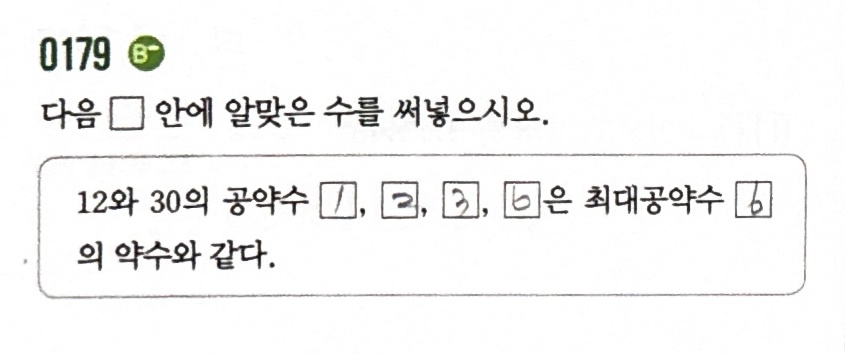 0179 B-
다음 □ 안에 알맞은 수를 써넣으시오.
12와 30의 공약수 1, 2, 3, 6은 최대공약수 6
의 약수와 같다.